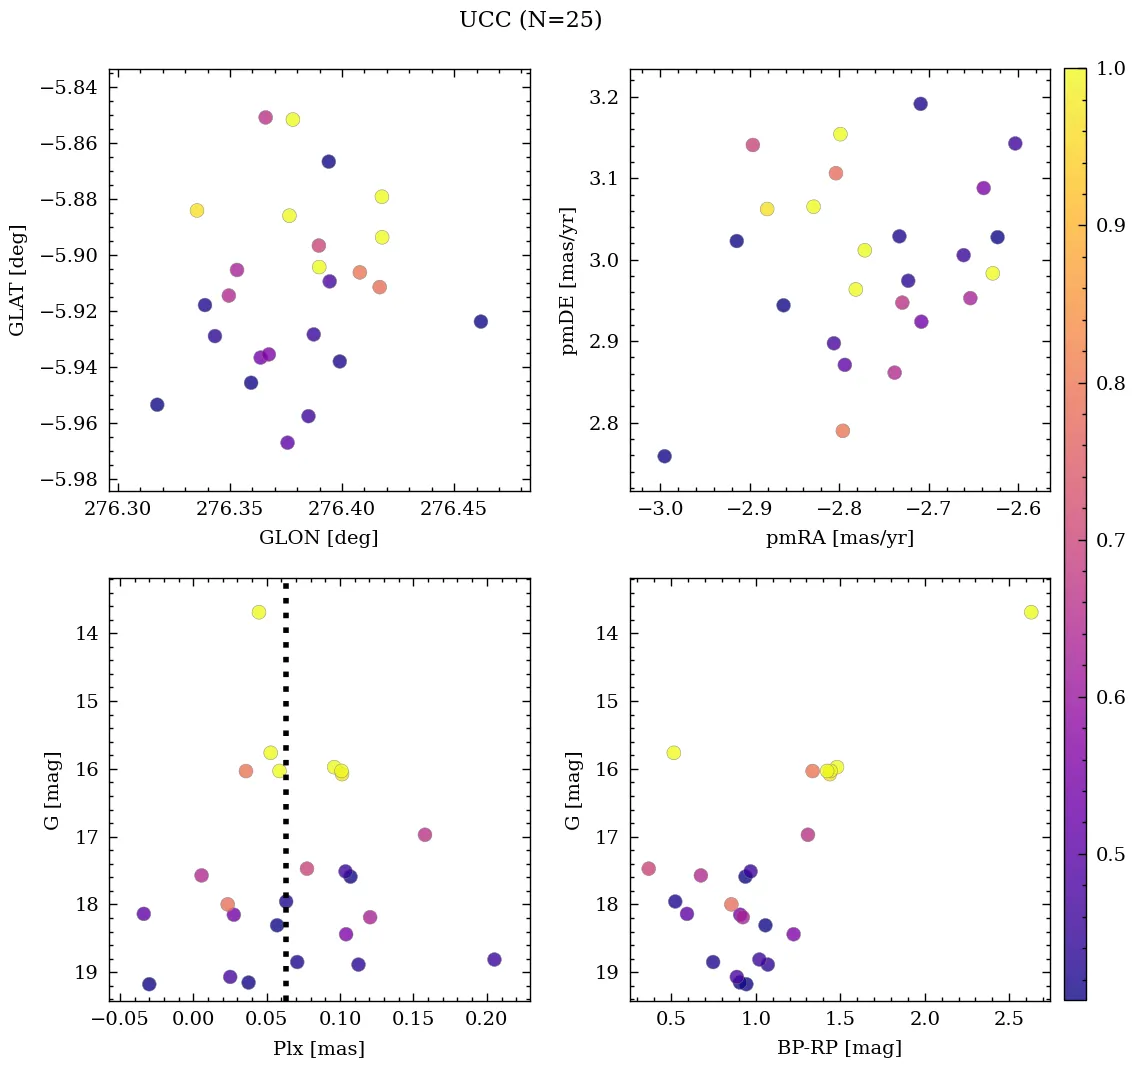 UCC (N=25)
−5.84
−5.86
−5.88
−5.90
−5.92
−5.94
−5.96
−5.98
GLAT [deg]
276.30 276.35 276.40 276.45
GLON [deg]
3.2
3.1
3.0
2.9
2.8
pmDE [mas/yr]
−3.0 −2.9 −2.8 −2.7 −2.6
pmRA [mas/yr]
14
15
16
17
18
19
G [mag]
−0.05 0.00 0.05 0.10 0.15 0.20
Plx [mas]
14
15
16
17
18
19
G [mag]
0.5 1.0 1.5 2.0 2.5
BP-RP [mag]
1.0
0.9
0.8
0.7
0.6
0.5